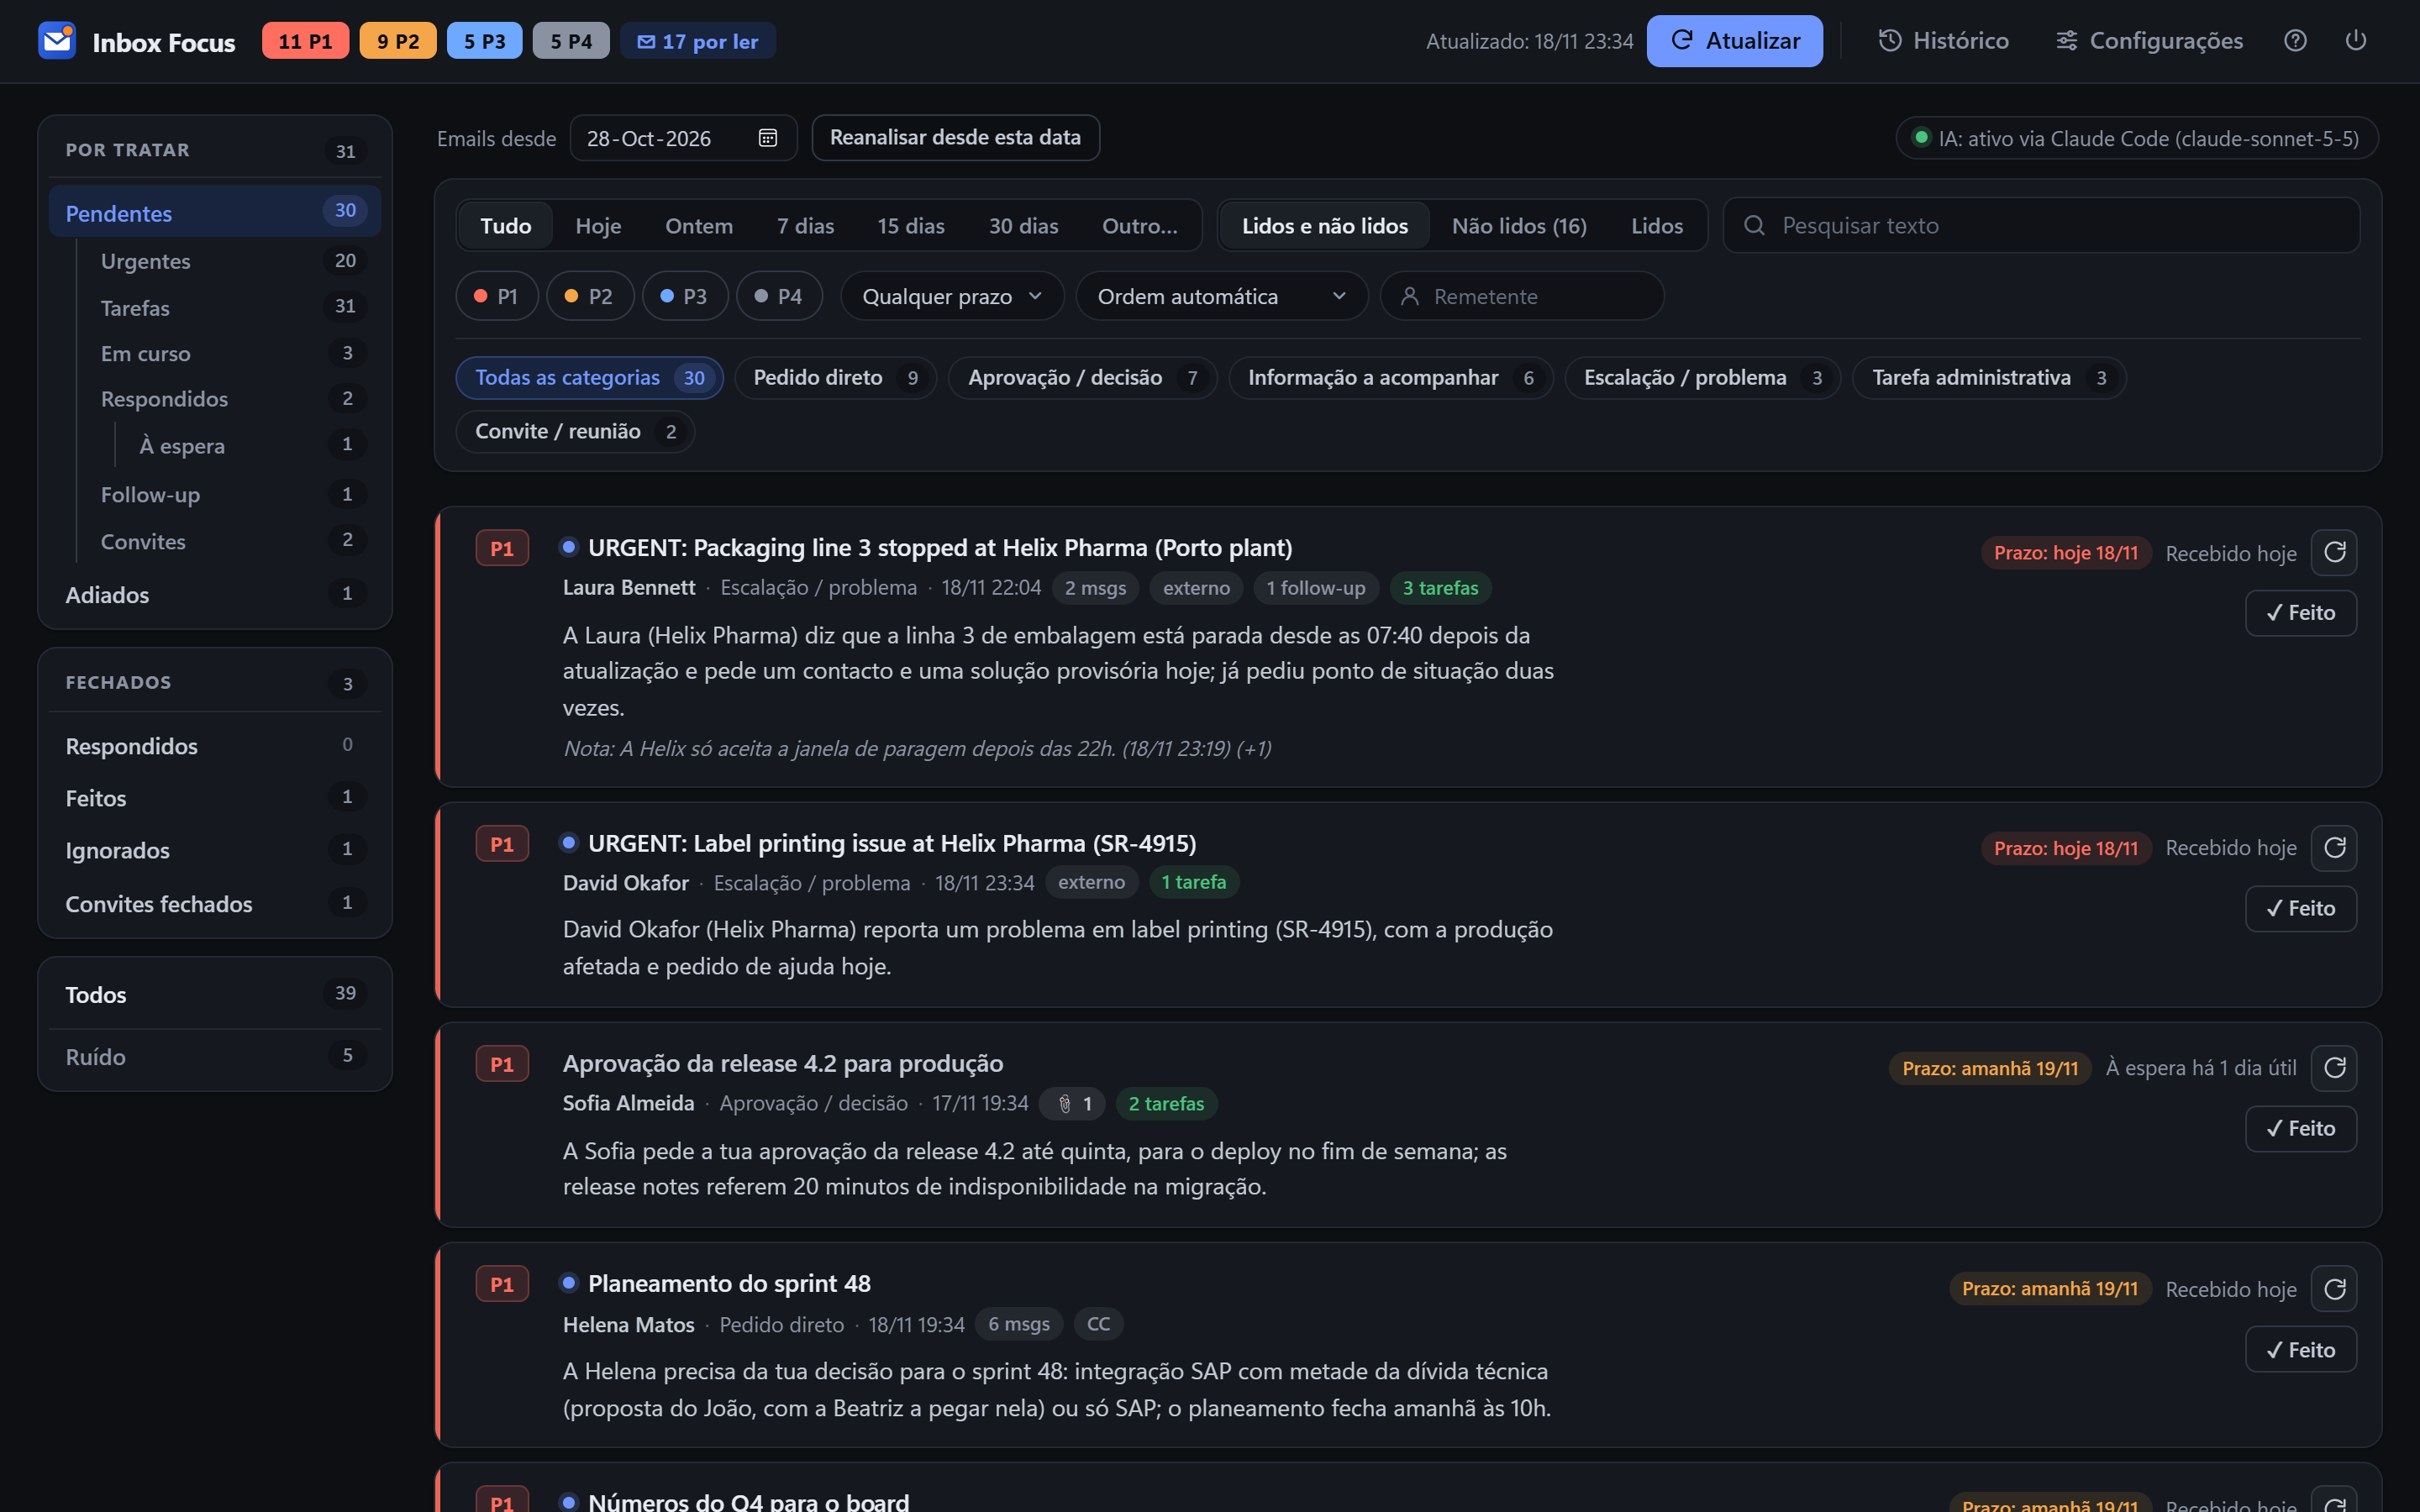 Inbox Focus 11 P1 9 P2 5 P3 5 P4 17 por ler Atualizado: 18/11 23:34 Atualizar Histórico Configurações
POR TRATAR 31
Pendentes 30
Urgentes 20
Tarefas 31
Em curso 3
Respondidos 2
À espera 1
Follow-up 1
Convites 2
Adiados 1
FECHADOS 3
Respondidos 0
Feitos 1
Ignorados 1
Convites fechados 1
Todos 39
Ruído 5
Emails desde 28-Oct-2026 Reanalisar desde esta data IA: ativo via Claude Code (claude-sonnet-5-5)
Tudo Hoje Ontem 7 dias 15 dias 30 dias Outro... Lidos e não lidos Não lidos (16) Lidos Pesquisar texto
P1 P2 P3 P4 Qualquer prazo Ordem automática Remetente
Todas as categorias 30 Pedido direto 9 Aprovação / decisão 7 Informação a acompanhar 6 Escalação / problema 3 Tarefa administrativa 3
Convite / reunião 2
P1 URGENT: Packaging line 3 stopped at Helix Pharma (Porto plant) Prazo: hoje 18/11 Recebido hoje
Laura Bennett · Escalação / problema · 18/11 22:04 2 msgs externo 1 follow-up 3 tarefas
✓ Feito
A Laura (Helix Pharma) diz que a linha 3 de embalagem está parada desde as 07:40 depois da
atualização e pede um contacto e uma solução provisória hoje; já pediu ponto de situação duas
vezes.
Nota: A Helix só aceita a janela de paragem depois das 22h. (18/11 23:19) (+1)
P1 URGENT: Label printing issue at Helix Pharma (SR-4915) Prazo: hoje 18/11 Recebido hoje
David Okafor · Escalação / problema · 18/11 23:34 externo 1 tarefa
✓ Feito
David Okafor (Helix Pharma) reporta um problema em label printing (SR-4915), com a produção
afetada e pedido de ajuda hoje.
P1 Aprovação da release 4.2 para produção Prazo: amanhã 19/11 À espera há 1 dia útil
Sofia Almeida · Aprovação / decisão · 17/11 19:34 1 2 tarefas
✓ Feito
A Sofia pede a tua aprovação da release 4.2 até quinta, para o deploy no fim de semana; as
release notes referem 20 minutos de indisponibilidade na migração.
P1 Planeamento do sprint 48 Prazo: amanhã 19/11 Recebido hoje
Helena Matos · Pedido direto · 18/11 19:34 6 msgs CC
✓ Feito
A Helena precisa da tua decisão para o sprint 48: integração SAP com metade da dívida técnica
(proposta do João, com a Beatriz a pegar nela) ou só SAP; o planeamento fecha amanhã às 10h.
P1 Números do Q4 para o board Prazo: amanhã 19/11 Recebido hoje